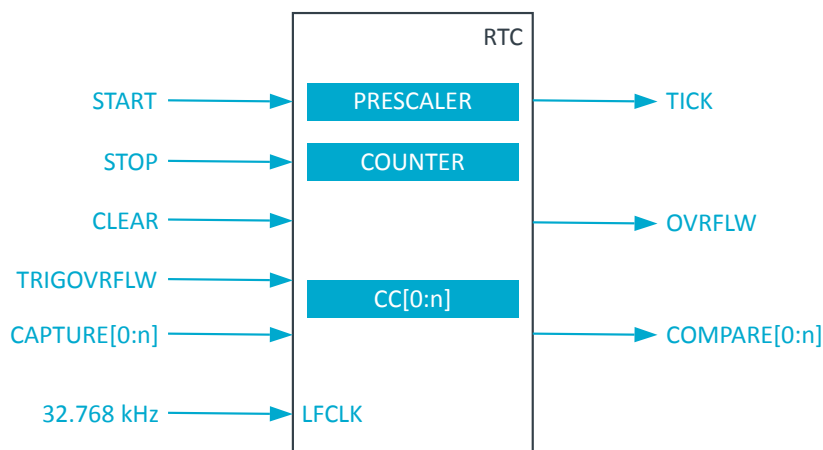 RTC
START
PRESCALER
TICK
STOP
COUNTER
CLEAR
OVRFLW
TRIGOVRFLW
CC[0:n]
CAPTURE[0:n]
COMPARE[0:n]
32.768 kHz
LFCLK